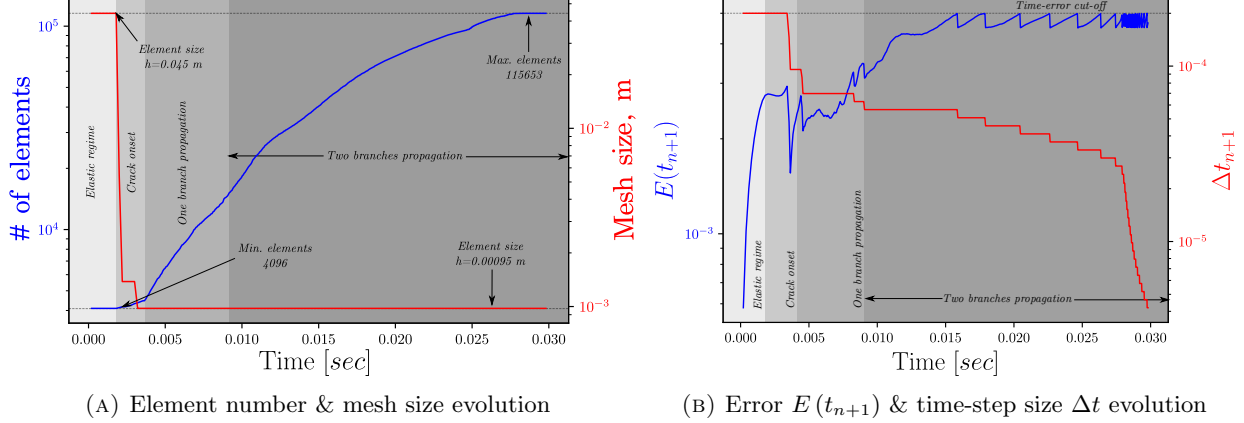 # of elements
10^5
10^4
Element size
h=0.045 m
Max. elements
115653
Elastic regime
Crack onset
One branch propagation
Two branches propagation
Min. elements
4096
Element size
h=0.00095 m
10^{-2}
10^{-3}
Mesh size, m
0.000 0.005 0.010 0.015 0.020 0.025 0.030
Time [sec]
(A) Element number & mesh size evolution
E(t_{n+1})
10^{-3}
Time-error cut-off
Elastic regime
Crack onset
One branch propagation
Two branches propagation
10^{-4}
10^{-5}
Δt_{n+1}
0.000 0.005 0.010 0.015 0.020 0.025 0.030
Time [sec]
(B) Error E (t_{n+1}) & time-step size Δt evolution